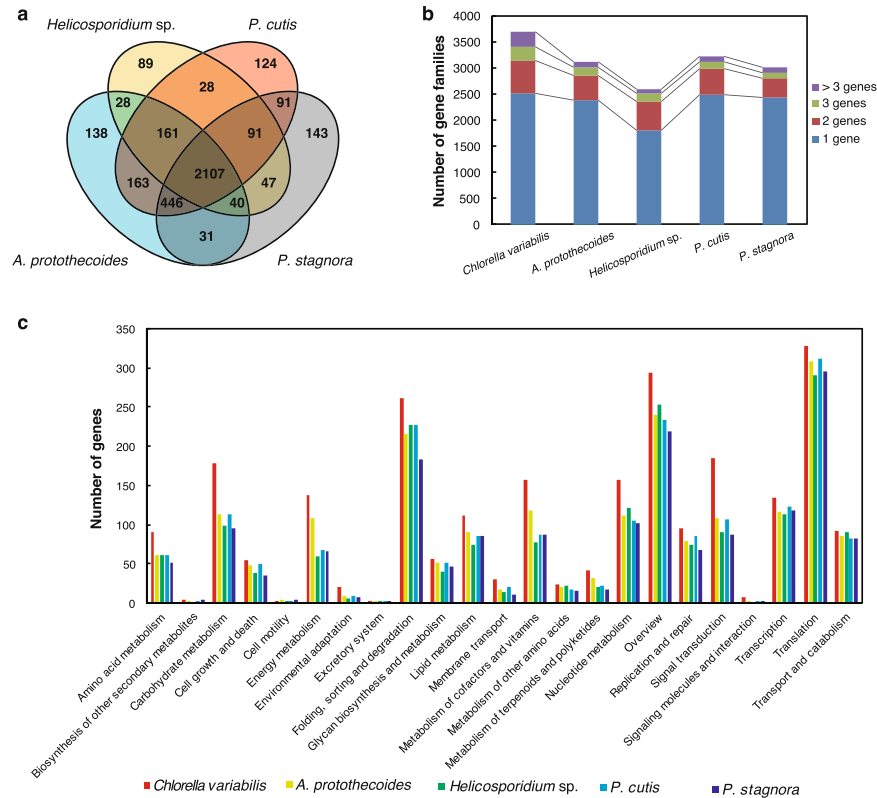 a
Helicosporidium sp.
P. cutis
89
124
28
28
91
138
161
91
143
163
2107
47
446
40
31
A. protothecoides
P. stagnora
b
Number of gene families
4000
3500
3000
2500
2000
1500
1000
500
0
Chlorella variabilis
A. protothecoides
Helicosporidium sp.
P. cutis
P. stagnora
> 3 genes
3 genes
2 genes
1 gene
c
Number of genes
350
300
250
200
150
100
50
0
Amino acid metabolism
Biosynthesis of other secondary metabolites
Carbohydrate metabolism
Cell growth and death
Cell motility
Energy metabolism
Environmental adaptation
Excretory system
Folding, sorting and degradation
Glycan biosynthesis and metabolism
Lipid metabolism
Membrane transport
Metabolism of cofactors and vitamins
Metabolism of other amino acids
Metabolism of terpenoids and polyketides
Nucleotide metabolism
Overview
Replication and repair
Signal transduction
Signaling molecules and interaction
Transcription
Translation
Transport and catabolism
Chlorella variabilis
A. protothecoides
Helicosporidium sp.
P. cutis
P. stagnora